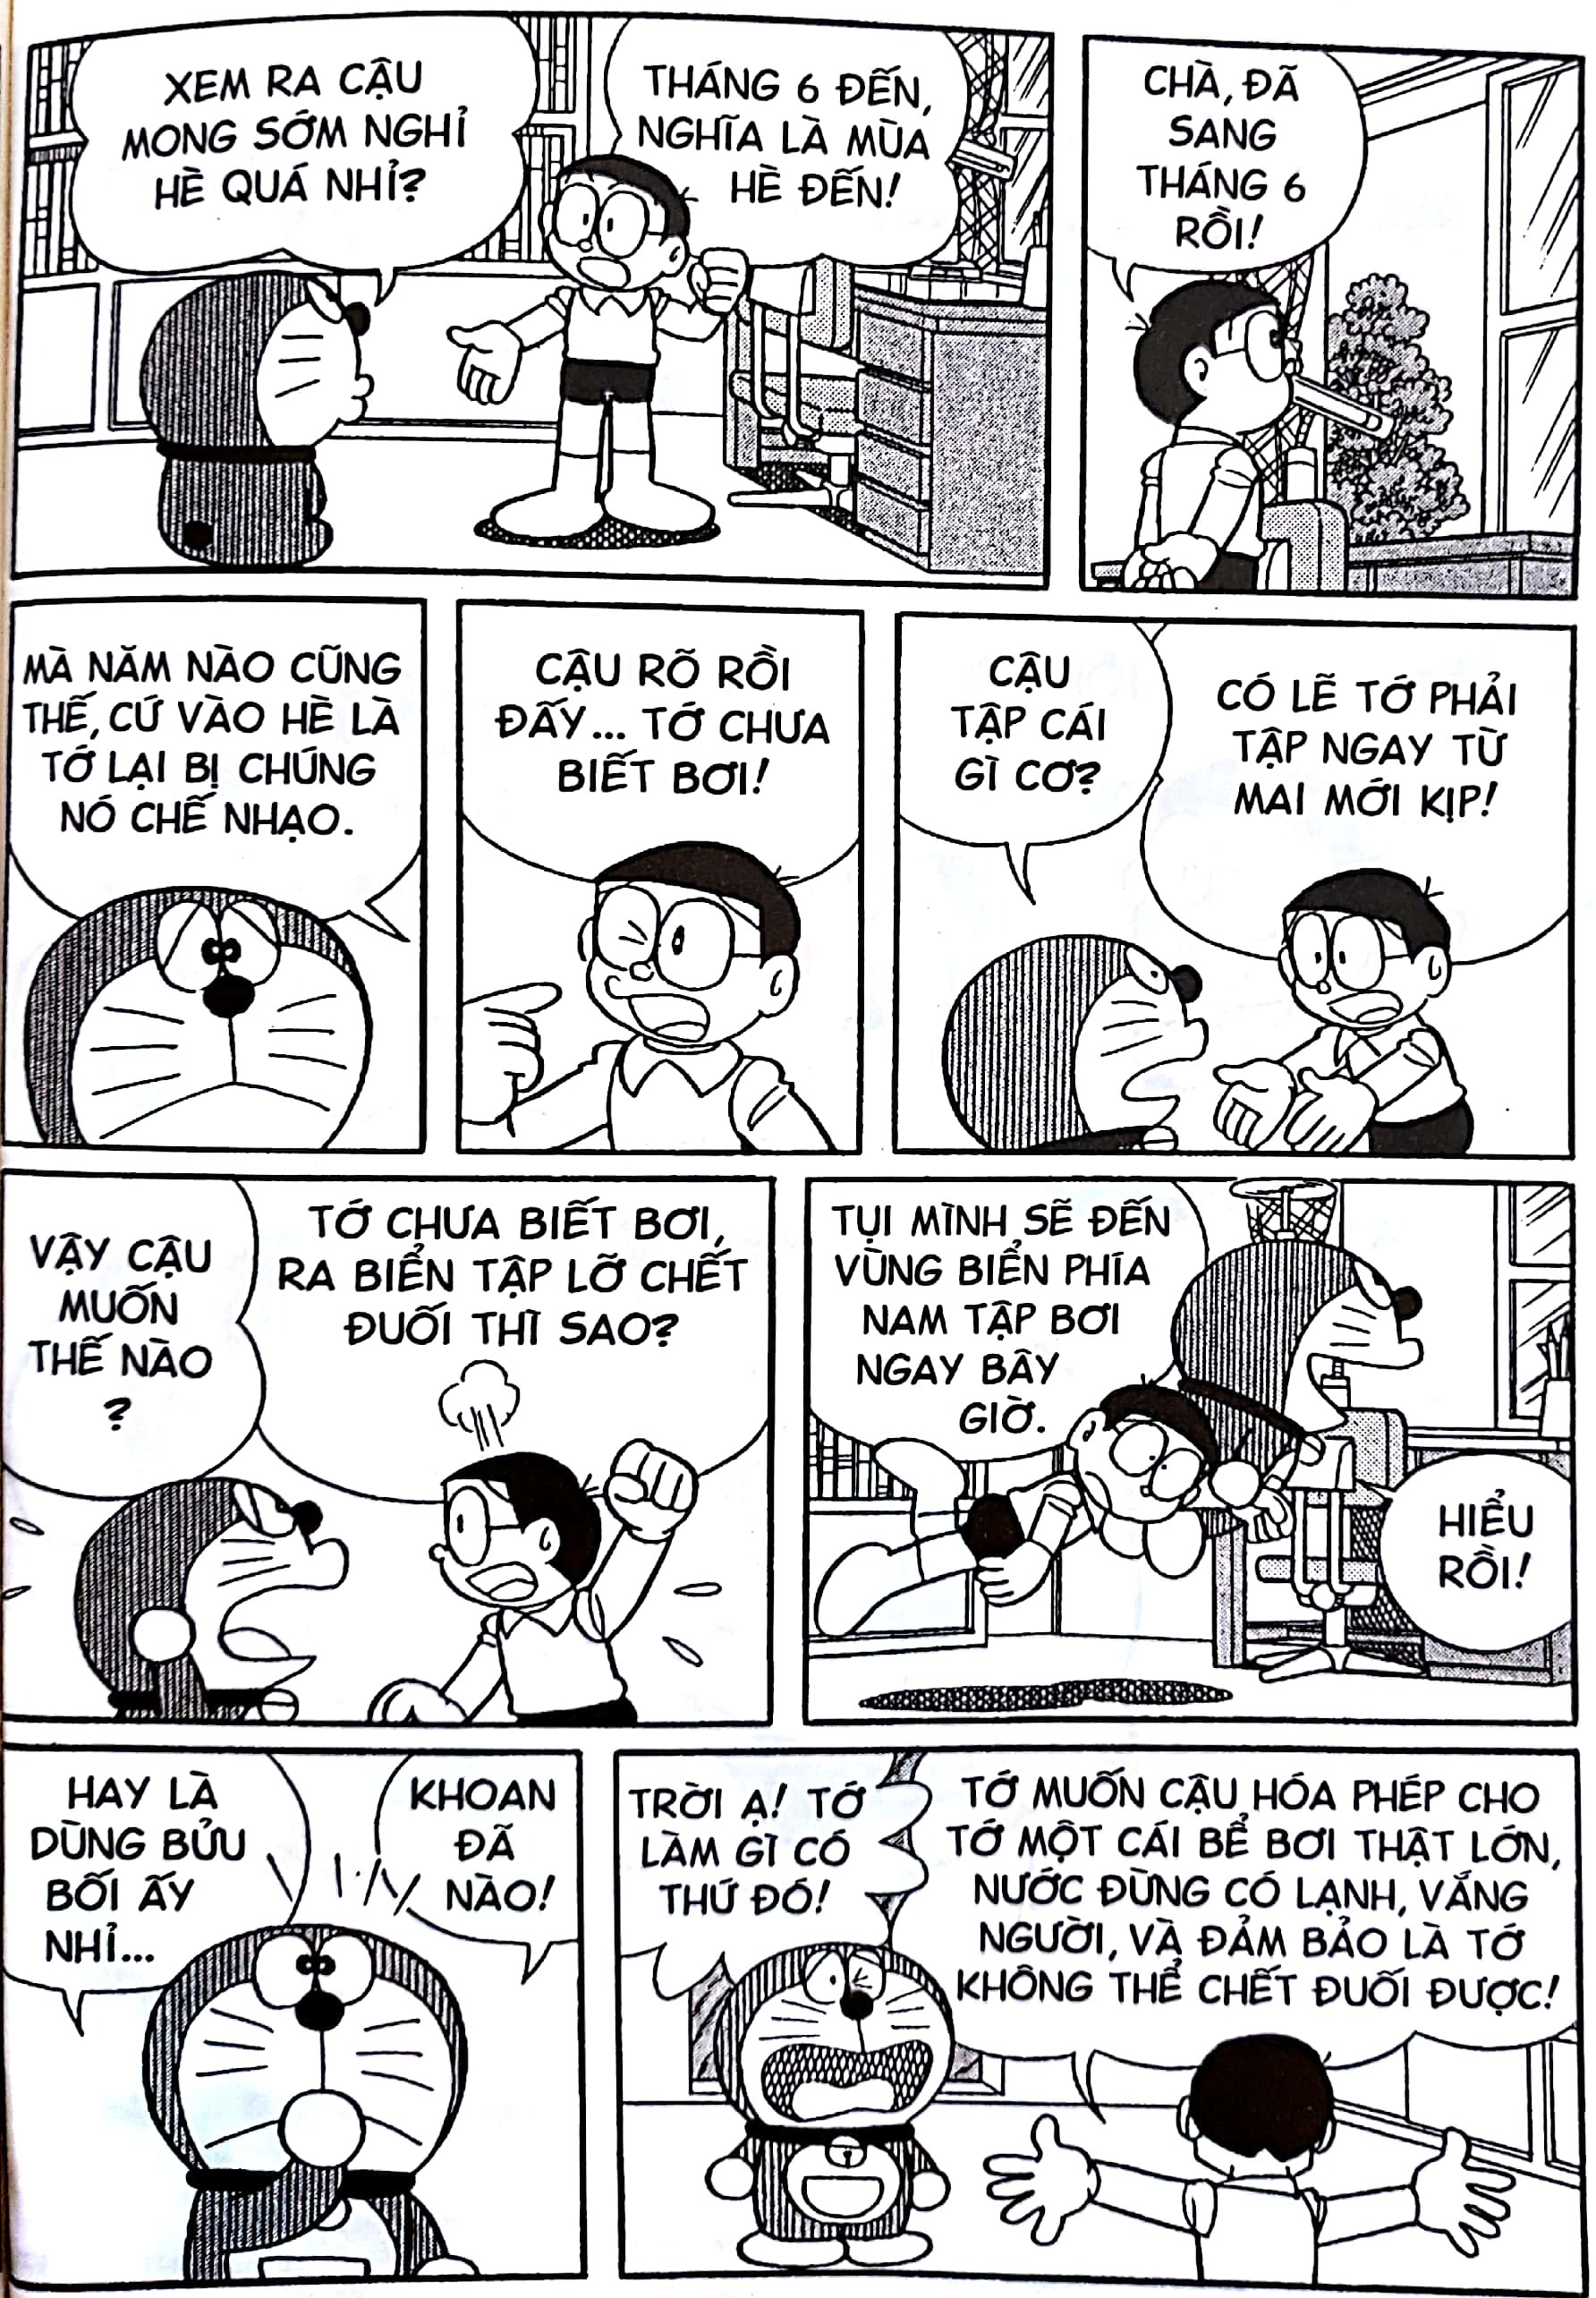 CHÀ, ĐÃ
SANG
THÁNG 6
RỒI!
THÁNG 6 ĐẾN,
NGHĨA LÀ MÙA
HÈ ĐẾN!
XEM RA CẬU
MONG SỚM NGHỈ
HÈ QUÁ NHỈ?
CÓ LẼ TỚ PHẢI
TẬP NGAY TỪ
MAI MỚI KỊP!
CẬU
TẬP CÁI
GÌ CƠ?
CẬU RÕ RỒI
ĐẤY... TỚ CHƯA
BIẾT BƠI!
MÀ NĂM NÀO CŨNG
THẾ, CỨ VÀO HÈ LÀ
TỚ LẠI BỊ CHÚNG
NÓ CHẾ NHẠO.
HIỂU
RỒI!
TỤI MÌNH SẼ ĐẾN
VÙNG BIỂN PHÍA
NAM TẬP BƠI
NGAY BÂY
GIỜ.
TỚ CHƯA BIẾT BƠI,
RA BIỂN TẬP LỠ CHẾT
ĐUỐI THÌ SAO?
VẬY CẬU
MUỐN
THẾ NÀO
?
TỚ MUỐN CẬU HÓA PHÉP CHO
TỚ MỘT CÁI BỂ BƠI THẬT LỚN,
NƯỚC ĐỪNG CÓ LẠNH, VẮNG
NGƯỜI, VÀ ĐẢM BẢO LÀ TỚ
KHÔNG THỂ CHẾT ĐUỐI ĐƯỢC!
TRỜI Ạ! TỚ
LÀM GÌ CÓ
THỨ ĐÓ!
KHOAN
ĐÃ
NÀO!
HAY LÀ
DÙNG BỬU
BỐI ẤY
NHỈ...